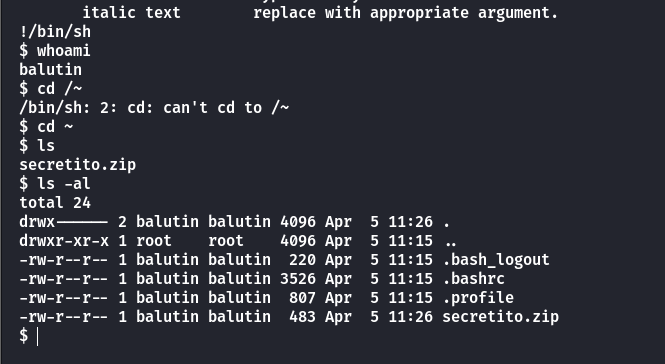 italic text        replace with appropriate argument.
!/bin/sh
$ whoami
balutin
$ cd /~
/bin/sh: 2: cd: can't cd to /~
$ cd ~
$ ls
secretito.zip
$ ls -al
total 24
drwx------ 2 balutin balutin 4096 Apr  5 11:26 .
drwxr-xr-x 1 root    root    4096 Apr  5 11:15 ..
-rw-r--r-- 1 balutin balutin  220 Apr  5 11:15 .bash_logout
-rw-r--r-- 1 balutin balutin 3526 Apr  5 11:15 .bashrc
-rw-r--r-- 1 balutin balutin  807 Apr  5 11:15 .profile
-rw-r--r-- 1 balutin balutin  483 Apr  5 11:26 secretito.zip
$